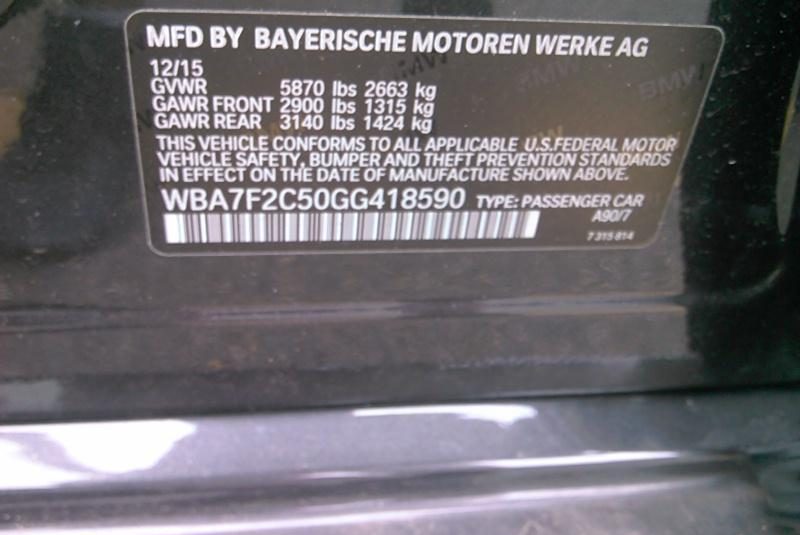 MFD BY BAYERISCHE MOTOREN WERKE AG
12/15
GVWR 5870 lbs 2663 kg
GAWR FRONT 2900 lbs 1315 kg
GAWR REAR 3140 lbs 1424 kg
THIS VEHICLE CONFORMS TO ALL APPLICABLE U.S.FEDERAL MOTOR
VEHICLE SAFETY, BUMPER AND THEFT PREVENTION STANDARDS
IN EFFECT ON THE DATE OF MANUFACTURE SHOWN ABOVE.
WBA7F2C50GG418590 TYPE: PASSENGER CAR
A90/7
7 315 814